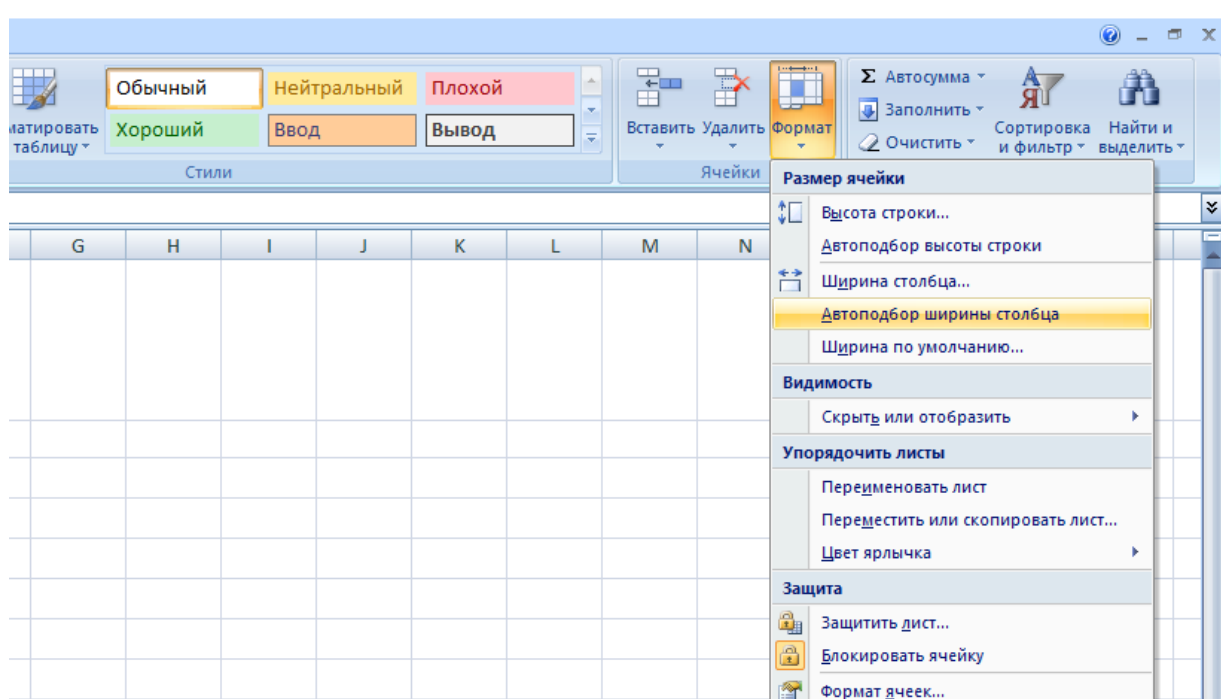 Обычный
Нейтральный
Плохой
Хороший
Ввод
Вывод
таблицу
Стили
Вставить
Удалить
Формат
Ячейки
Σ Автосумма
Заполнить
Очистить
Сортировка
и фильтр
Найти и
выделить
G H I J K L M N
Размер ячейки
Высота строки...
Автоподбор высоты строки
Ширина столбца...
Автоподбор ширины столбца
Ширина по умолчанию...
Видимость
Скрыть или отобразить
Упорядочить листы
Переименовать лист
Переместить или скопировать лист...
Цвет ярлычка
Защита
Защитить лист...
Блокировать ячейку
Формат ячеек...